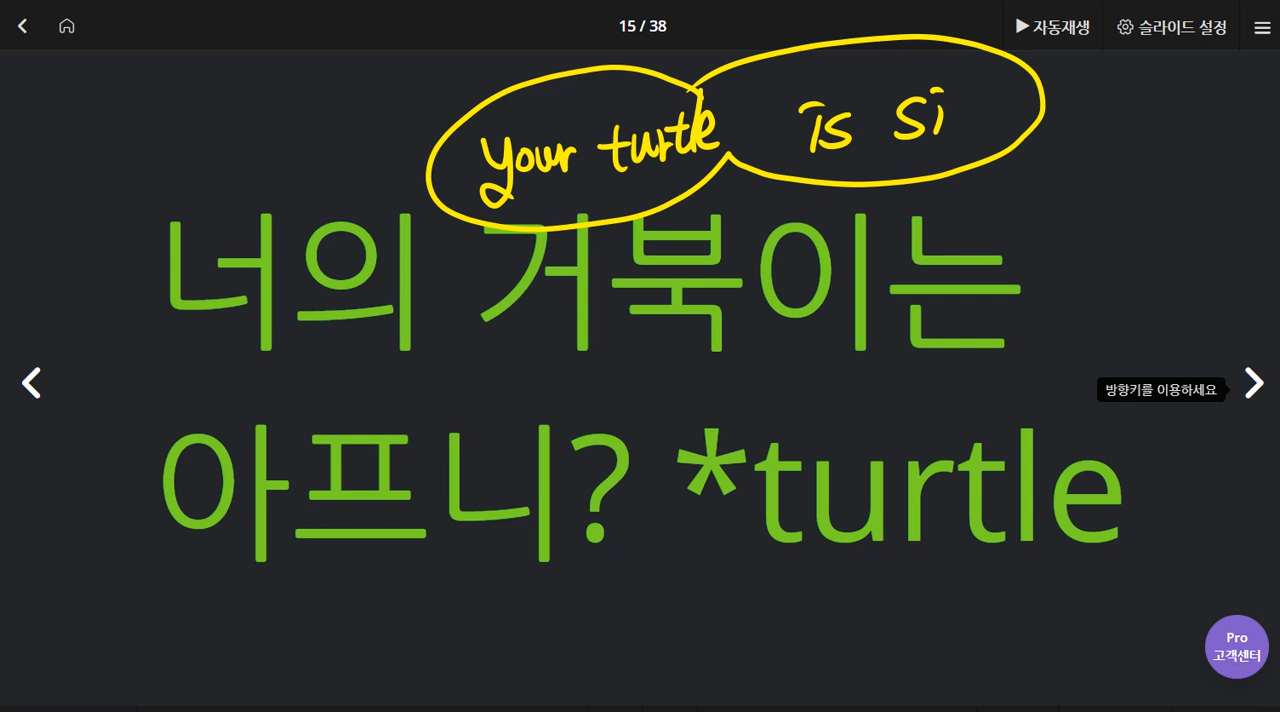 15 / 38
자동재생
슬라이드 설정
your turtle is si
너의 거북이는
방향키를 이용하세요
아프니? *turtle
Pro
고객센터